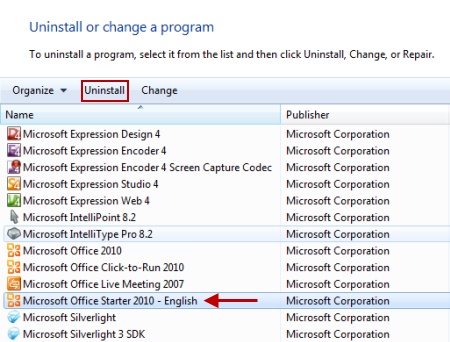 Uninstall or change a program
To uninstall a program, select it from the list and then click Uninstall, Change, or Repair.
Organize Uninstall Change
Name Publisher
Microsoft Expression Design 4 Microsoft Corporation
Microsoft Expression Encoder 4 Microsoft Corporation
Microsoft Expression Encoder 4 Screen Capture Codec Microsoft Corporation
Microsoft Expression Studio 4 Microsoft Corporation
Microsoft Expression Web 4 Microsoft Corporation
Microsoft IntelliPoint 8.2 Microsoft Corporation
Microsoft IntelliType Pro 8.2 Microsoft Corporation
Microsoft Office 2010 Microsoft Corporation
Microsoft Office Click-to-Run 2010 Microsoft Corporation
Microsoft Office Live Meeting 2007 Microsoft Corporation
Microsoft Office Starter 2010 - English Microsoft Corporation
Microsoft Silverlight Microsoft Corporation
Microsoft Silverlight 3 SDK Microsoft Corporation